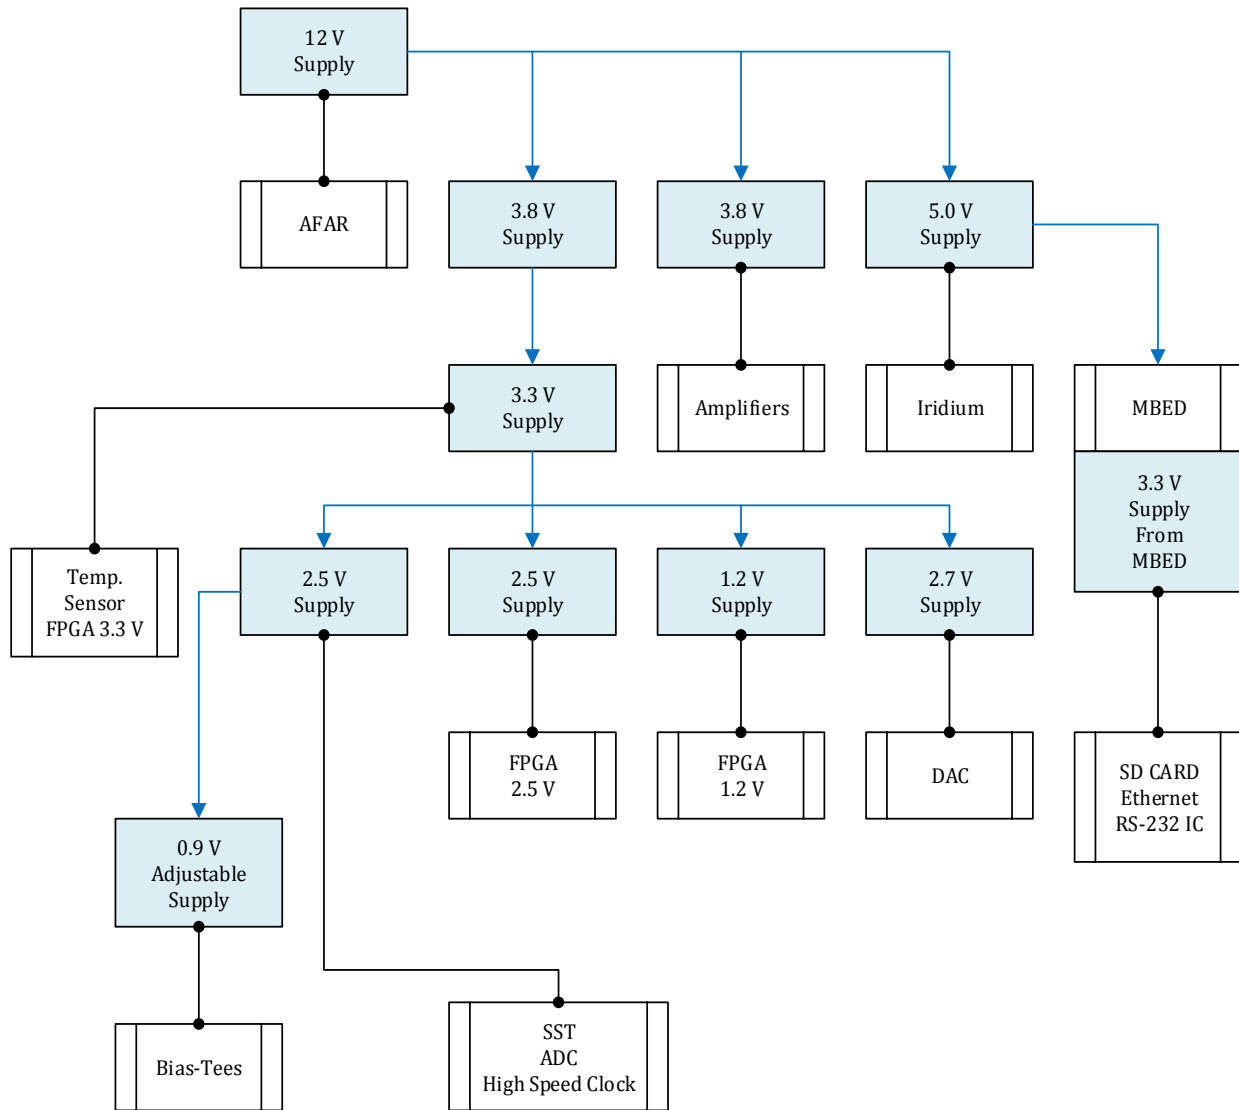 12 V
Supply
AFAR
3.8 V
Supply
3.8 V
Supply
5.0 V
Supply
3.3 V
Supply
Amplifiers
Iridium
MBED
3.3 V
Supply
From
MBED
Temp.
Sensor
FPGA 3.3 V
2.5 V
Supply
2.5 V
Supply
1.2 V
Supply
2.7 V
Supply
FPGA
2.5 V
FPGA
1.2 V
DAC
SD CARD
Ethernet
RS-232 IC
0.9 V
Adjustable
Supply
Bias-Tees
SST
ADC
High Speed Clock